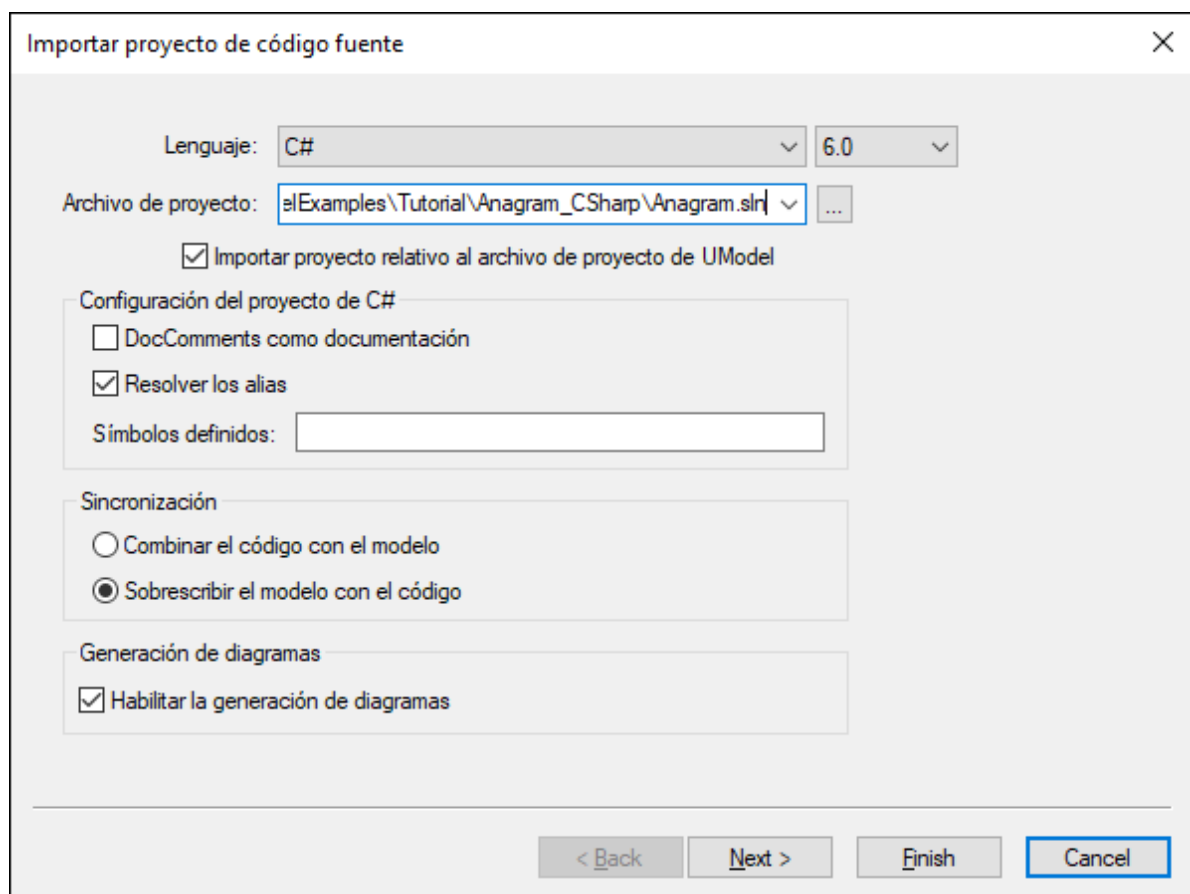 Importar proyecto de código fuente
Lenguaje: C# 6.0
Archivo de proyecto: elExamples\Tutorial\Anagram_CSharp\Anagram.sln ...
Importar proyecto relativo al archivo de proyecto de UModel
Configuración del proyecto de C#
DocComments como documentación
Resolver los alias
Símbolos definidos:
Sincronización
Combinar el código con el modelo
Sobrescribir el modelo con el código
Generación de diagramas
Habilitar la generación de diagramas
< Back Next > Finish Cancel